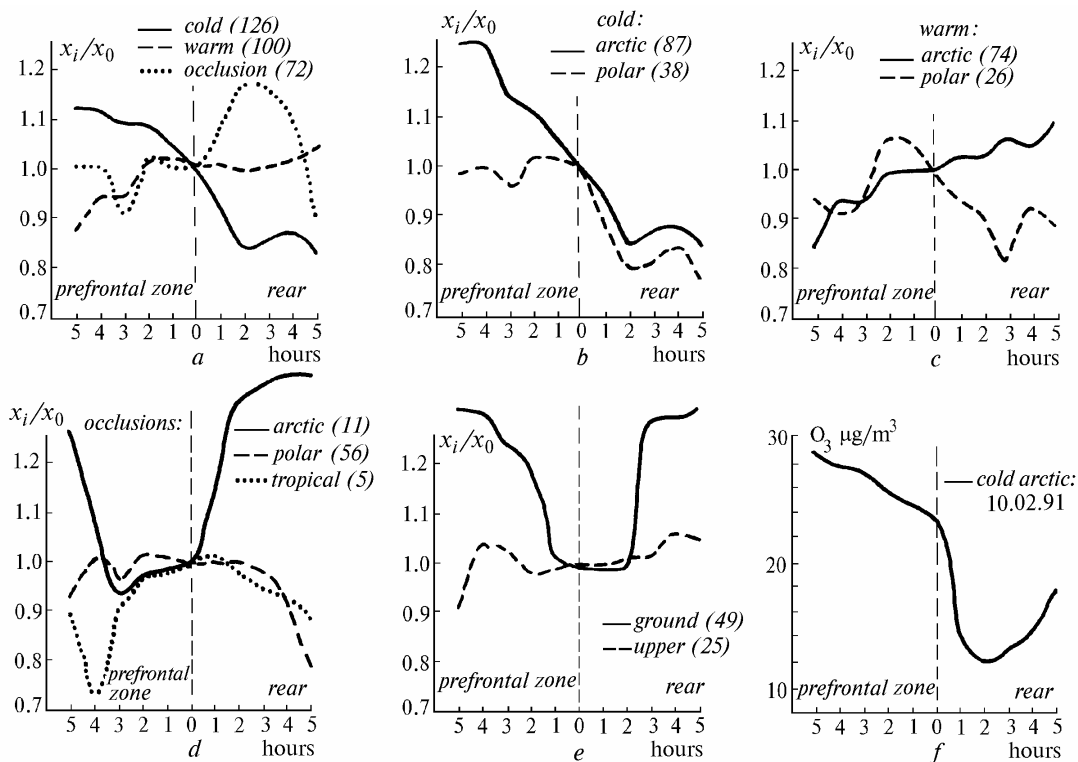 xᵢ/x₀
cold (126)
warm (100)
occlusion (72)
1.2
1.1
1.0
0.9
0.8
0.7
prefrontal zone
rear
5 4 3 2 1 0 1 2 3 4 5
a
hours
xᵢ/x₀
cold:
arctic (87)
polar (38)
1.2
1.1
1.0
0.9
0.8
0.7
prefrontal zone
rear
5 4 3 2 1 0 1 2 3 4 5
b
hours
xᵢ/x₀
warm:
arctic (74)
polar (26)
1.2
1.1
1.0
0.9
0.8
0.7
prefrontal zone
rear
5 4 3 2 1 0 1 2 3 4 5
c
hours
xᵢ/x₀
occlusions:
arctic (11)
polar (56)
tropical (5)
1.2
1.1
1.0
0.9
0.8
0.7
prefrontal
zone
rear
5 4 3 2 1 0 1 2 3 4 5
d
hours
xᵢ/x₀
1.2
1.1
1.0
0.9
0.8
0.7
ground (49)
upper (25)
prefrontal zone
rear
5 4 3 2 1 0 1 2 3 4 5
e
hours
30
O₃ µg/m³
cold arctic:
10.02.91
20
10
prefrontal zone
rear
5 4 3 2 1 0 1 2 3 4 5
f
hours